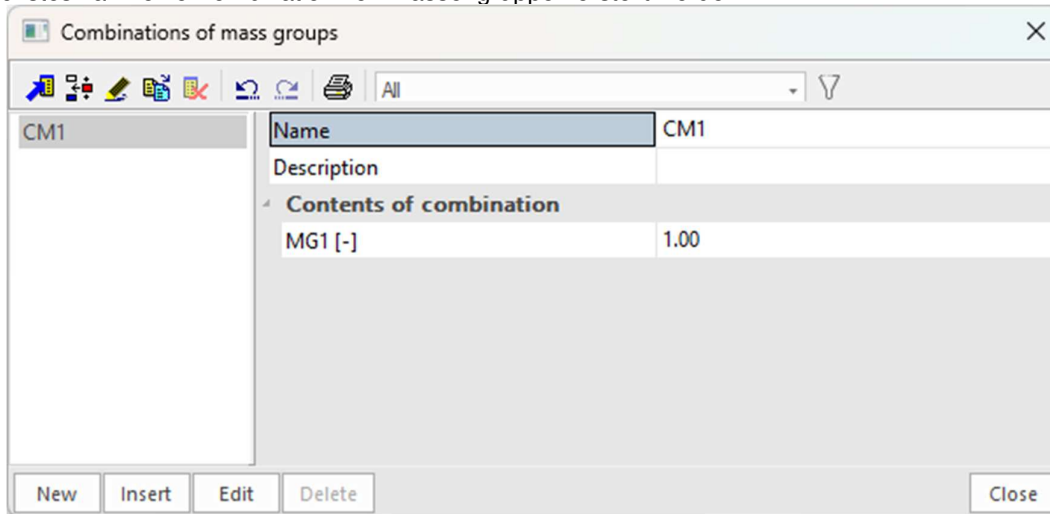 Combinations of mass groups
All
CM1
Name CM1
Description
Contents of combination
MG1 [-] 1.00
New Insert Edit Delete Close